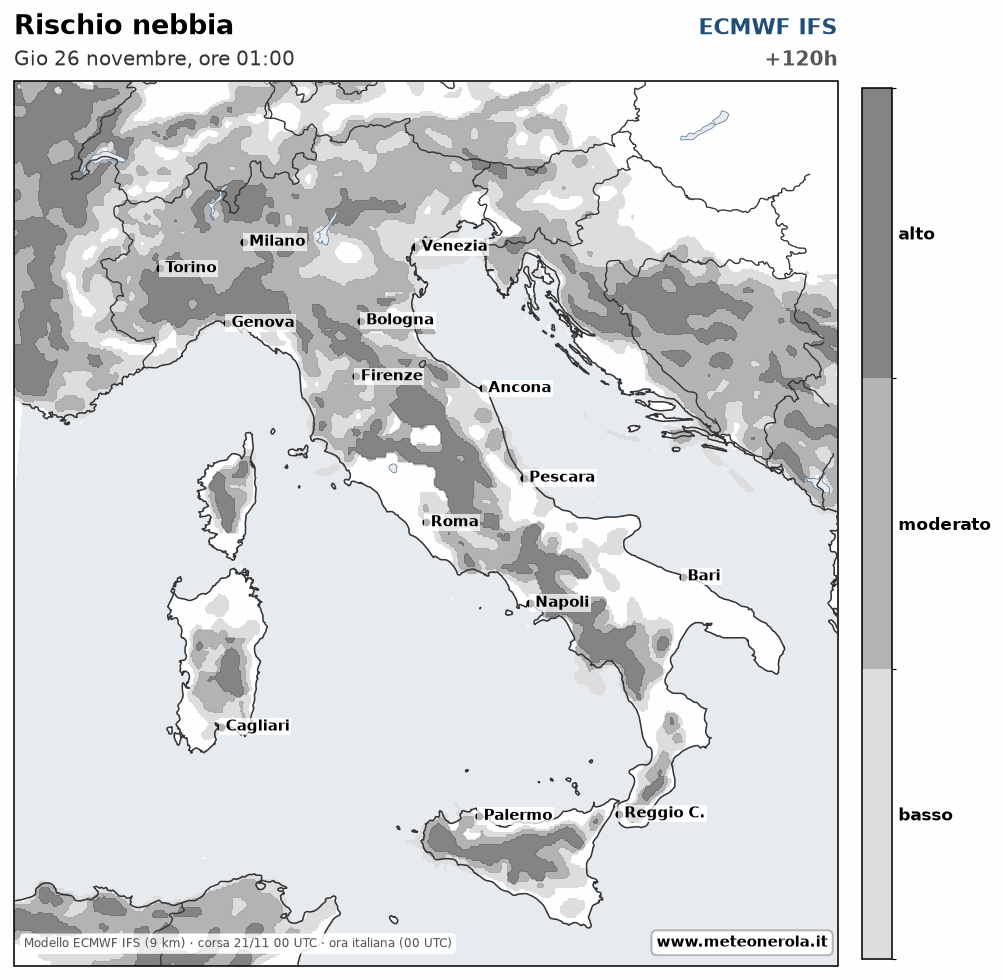 Rischio nebbia
ECMWF IFS
Gio 26 novembre, ore 01:00
+120h
Milano
Venezia
Torino
Genova
Bologna
Firenze
Ancona
Pescara
Roma
Bari
Napoli
Cagliari
Palermo
Reggio C.
alto
moderato
basso
Modello ECMWF IFS (9 km) · corsa 21/11 00 UTC · ora italiana (00 UTC)
www.meteonerola.it